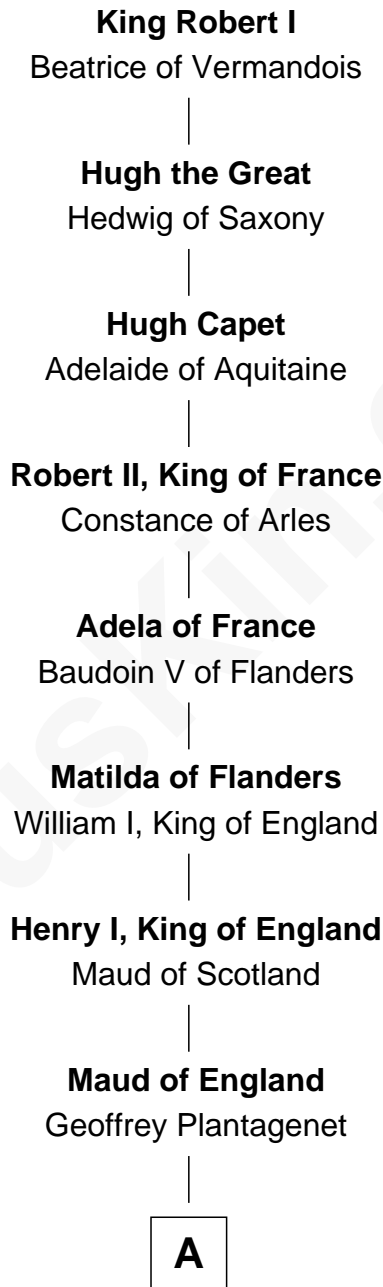 King Robert I
Beatrice of Vermandois
Hugh the Great
Hedwig of Saxony
Hugh Capet
Adelaide of Aquitaine
Robert II, King of France
Constance of Arles
Adela of France
Baudoin V of Flanders
Matilda of Flanders
William I, King of England
Henry I, King of England
Maud of Scotland
Maud of England
Geoffrey Plantagenet
A